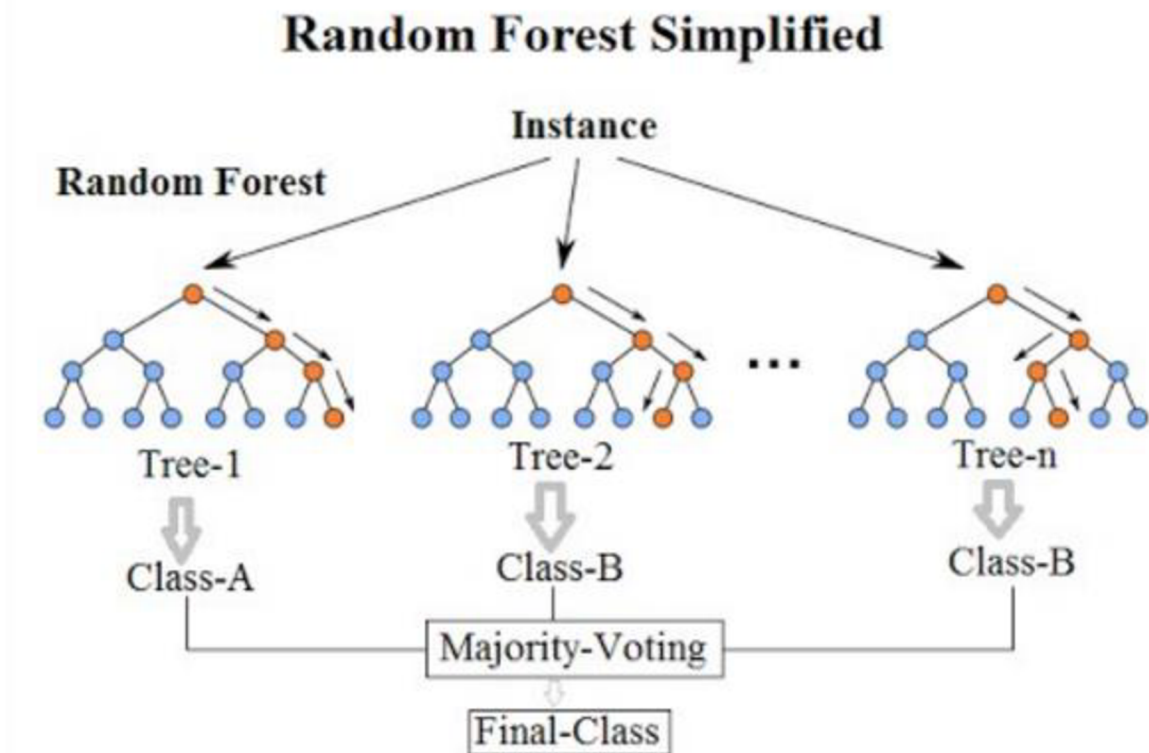 Random Forest Simplified
Instance
Random Forest
...
Tree-1
Tree-2
Tree-n
Class-A
Class-B
Class-B
Majority-Voting
Final-Class